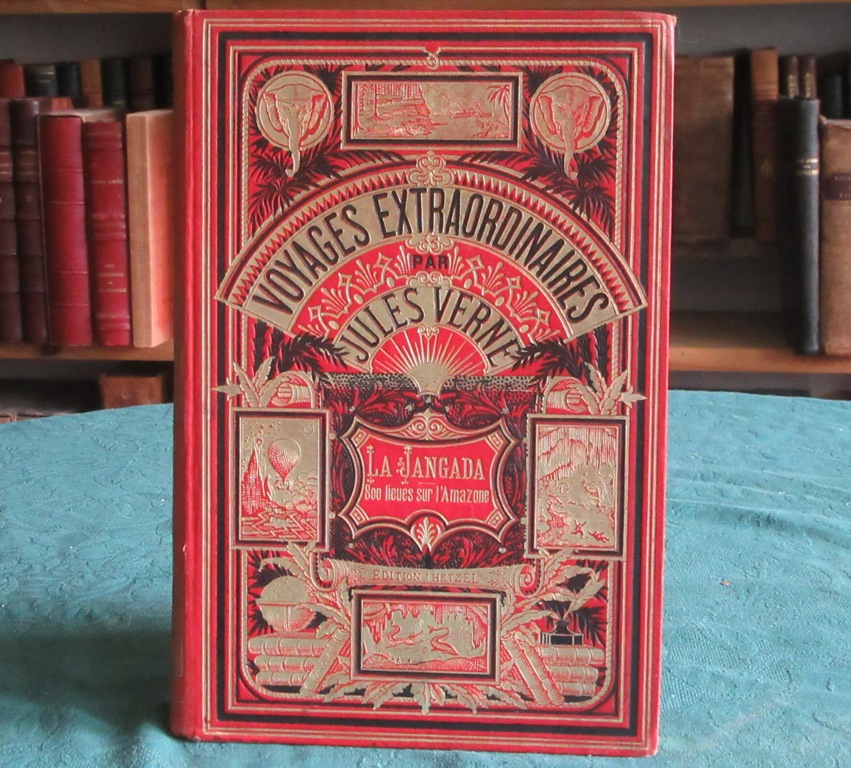 VOYAGES EXTRAORDINAIRES
PAR
JULES VERNE
LA JANGADA
800 lieues sur l'Amazone
EDITION J HETZEL